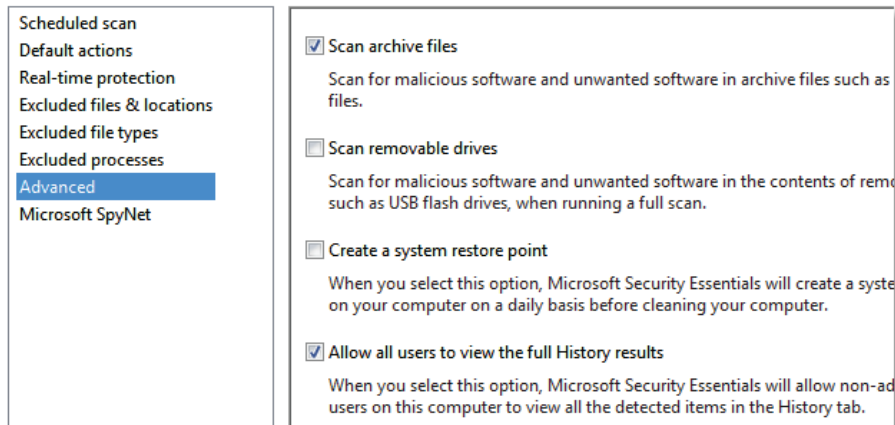 Scheduled scan
Default actions
Real-time protection
Excluded files & locations
Excluded file types
Excluded processes
Advanced
Microsoft SpyNet
Scan archive files
Scan for malicious software and unwanted software in archive files such as
files.
Scan removable drives
Scan for malicious software and unwanted software in the contents of
such as USB flash drives, when running a full scan.
Create a system restore point
When you select this option, Microsoft Security Essentials will create a
on your computer on a daily basis before cleaning your computer.
Allow all users to view the full History results
When you select this option, Microsoft Security Essentials will allow
users on this computer to view all the detected items in the History tab.